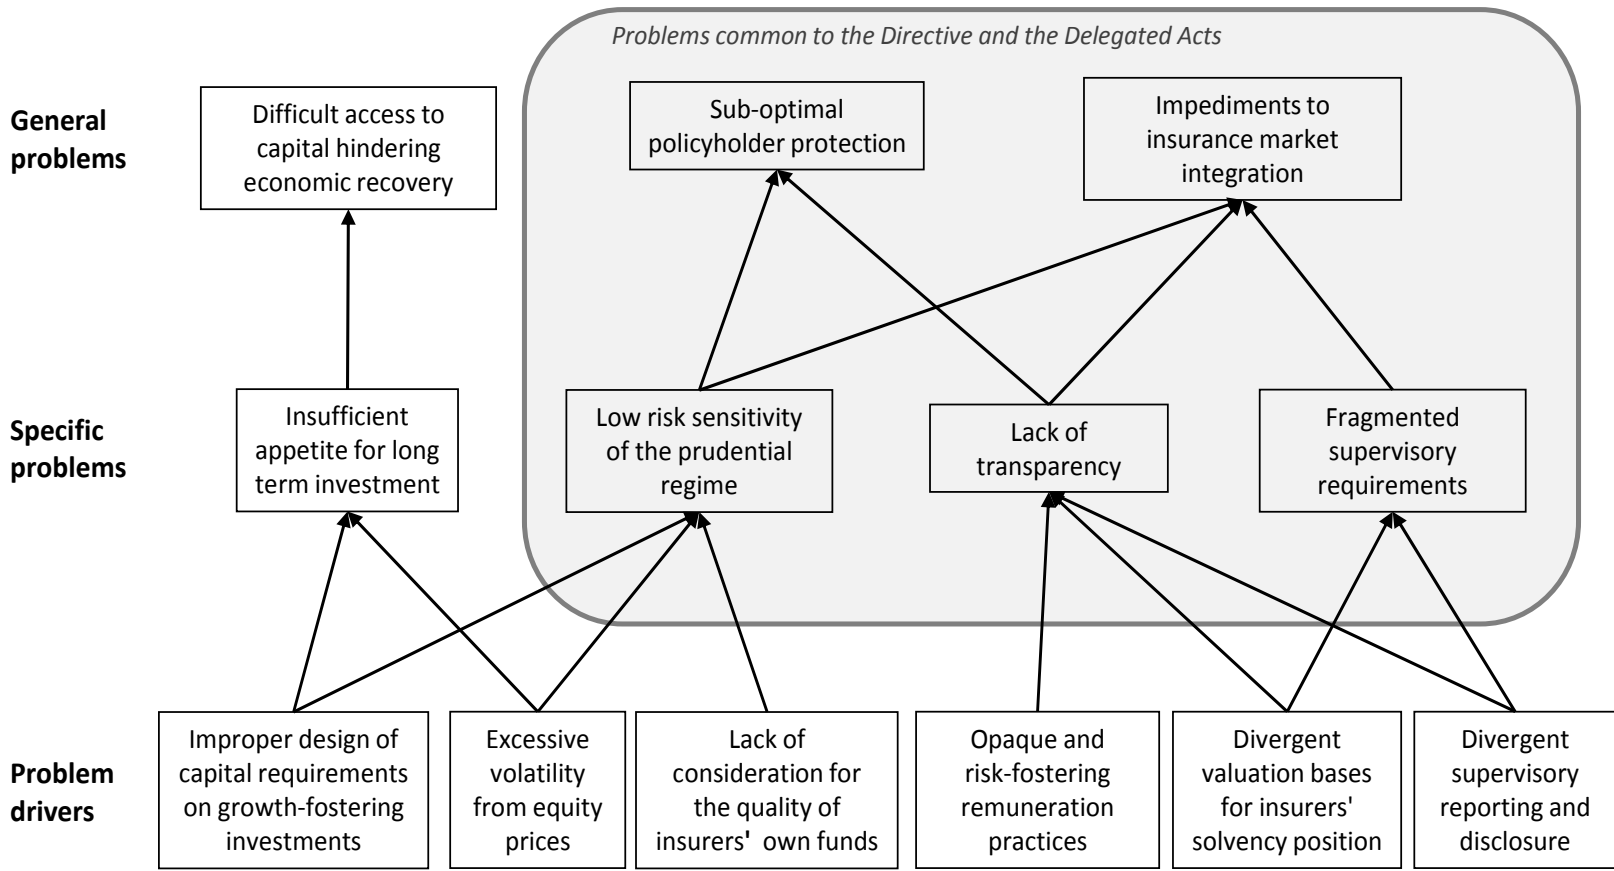 Problems common to the Directive and the Delegated Acts
General
problems
Difficult access to
capital hindering
economic recovery
Sub-optimal
policyholder protection
Impediments to
insurance market
integration
Specific
problems
Insufficient
appetite for long
term investment
Low risk sensitivity
of the prudential
regime
Lack of
transparency
Fragmented
supervisory
requirements
Problem
drivers
Improper design of
capital requirements
on growth-fostering
investments
Excessive
volatility
from equity
prices
Lack of
consideration for
the quality of
insurers' own funds
Opaque and
risk-fostering
remuneration
practices
Divergent
valuation bases
for insurers'
solvency position
Divergent
supervisory
reporting and
disclosure